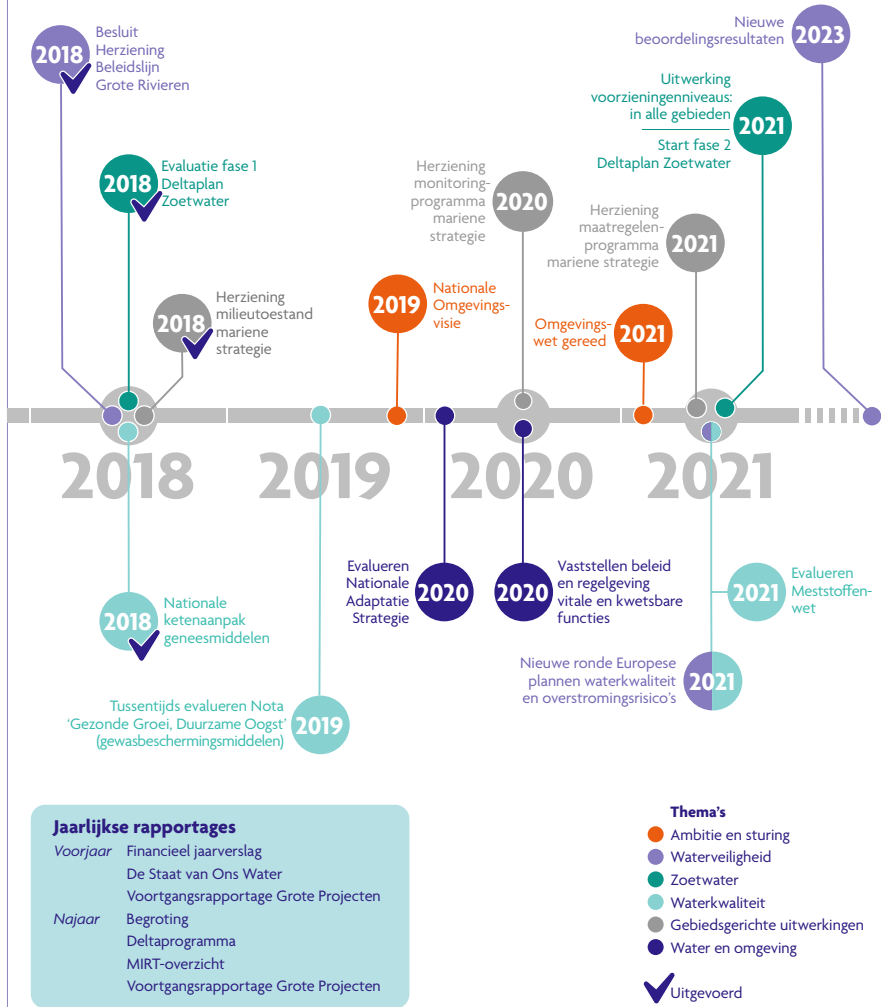 2018
Besluit
Herziening
Beleidslijn
Grote Rivieren
Nieuwe
beoordelingsresultaten
2023
Uitwerking
voorzieningenniveaus:
in alle gebieden
Start fase 2
Deltaplan Zoetwater
2021
2018
Evaluatie fase 1
Deltaplan
Zoetwater
Herziening
monitoring-
programma
mariene
strategie
2020
Herziening
maatregelen-
programma
mariene strategie
2021
2018
Herziening
milieutoestand
mariene
strategie
2019
Nationale
Omgevings-
visie
Omgevings-
wet gereed
2021
2018
2019
2020
2021
2018
Nationale
ketenaanpak
geneesmiddelen
Evalueren
Nationale
Adaptatie
Strategie
2020
2020
Vaststellen beleid
en regelgeving
vitale en kwetsbare
functies
2021
Evalueren
Meststoffen-
wet
Nieuwe ronde Europese
plannen waterkwaliteit
en overstromingsrisico's
2021
Tussentijds evalueren Nota
'Gezonde Groei, Duurzame Oogst'
(gewasbeschermingsmiddelen)
2019
Jaarlijkse rapportages
Voorjaar Financieel jaarverslag
De Staat van Ons Water
Voortgangsrapportage Grote Projecten
Najaar Begroting
Deltaprogramma
MIRT-overzicht
Voortgangsrapportage Grote Projecten
Thema's
Ambitie en sturing
Waterveiligheid
Zoetwater
Waterkwaliteit
Gebiedsgerichte uitwerkingen
Water en omgeving
Uitgevoerd